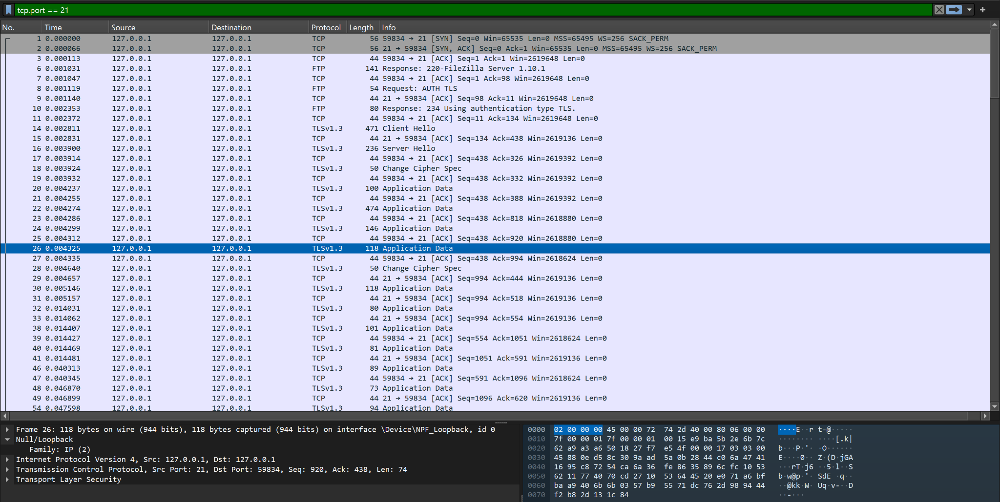 tcp.port == 21
No. Time Source Destination Protocol Length Info
1 0.000000 127.0.0.1 127.0.0.1 TCP 56 59834 → 21 [SYN] Seq=0 Win=65535 Len=0 MSS=65495 WS=256 SACK_PERM
2 0.000066 127.0.0.1 127.0.0.1 TCP 56 21 → 59834 [SYN, ACK] Seq=0 Ack=1 Win=65535 Len=0 MSS=65495 WS=256 SACK_PERM
3 0.000113 127.0.0.1 127.0.0.1 TCP 44 59834 → 21 [ACK] Seq=1 Ack=1 Win=2619648 Len=0
6 0.001031 127.0.0.1 127.0.0.1 FTP 141 Response: 220-FileZilla Server 1.10.1
7 0.001047 127.0.0.1 127.0.0.1 TCP 44 59834 → 21 [ACK] Seq=1 Ack=98 Win=2619648 Len=0
8 0.001119 127.0.0.1 127.0.0.1 FTP 54 Request: AUTH TLS
9 0.001140 127.0.0.1 127.0.0.1 TCP 44 21 → 59834 [ACK] Seq=98 Ack=11 Win=2619648 Len=0
10 0.002353 127.0.0.1 127.0.0.1 FTP 80 Response: 234 Using authentication type TLS.
11 0.002372 127.0.0.1 127.0.0.1 TCP 44 59834 → 21 [ACK] Seq=11 Ack=134 Win=2619648 Len=0
14 0.002811 127.0.0.1 127.0.0.1 TLSv1.3 471 Client Hello
15 0.002831 127.0.0.1 127.0.0.1 TCP 44 21 → 59834 [ACK] Seq=134 Ack=438 Win=2619136 Len=0
16 0.003900 127.0.0.1 127.0.0.1 TLSv1.3 236 Server Hello
17 0.003914 127.0.0.1 127.0.0.1 TCP 44 59834 → 21 [ACK] Seq=438 Ack=326 Win=2619392 Len=0
18 0.003924 127.0.0.1 127.0.0.1 TLSv1.3 50 Change Cipher Spec
19 0.003932 127.0.0.1 127.0.0.1 TCP 44 59834 → 21 [ACK] Seq=438 Ack=332 Win=2619392 Len=0
20 0.004237 127.0.0.1 127.0.0.1 TLSv1.3 100 Application Data
21 0.004255 127.0.0.1 127.0.0.1 TCP 44 59834 → 21 [ACK] Seq=438 Ack=388 Win=2619392 Len=0
22 0.004274 127.0.0.1 127.0.0.1 TLSv1.3 474 Application Data
23 0.004286 127.0.0.1 127.0.0.1 TCP 44 59834 → 21 [ACK] Seq=438 Ack=818 Win=2618880 Len=0
24 0.004299 127.0.0.1 127.0.0.1 TLSv1.3 146 Application Data
25 0.004312 127.0.0.1 127.0.0.1 TCP 44 59834 → 21 [ACK] Seq=438 Ack=920 Win=2618880 Len=0
26 0.004325 127.0.0.1 127.0.0.1 TLSv1.3 118 Application Data
27 0.004335 127.0.0.1 127.0.0.1 TCP 44 59834 → 21 [ACK] Seq=438 Ack=994 Win=2618624 Len=0
28 0.004640 127.0.0.1 127.0.0.1 TLSv1.3 50 Change Cipher Spec
29 0.004657 127.0.0.1 127.0.0.1 TCP 44 21 → 59834 [ACK] Seq=994 Ack=444 Win=2619136 Len=0
30 0.005146 127.0.0.1 127.0.0.1 TLSv1.3 118 Application Data
31 0.005157 127.0.0.1 127.0.0.1 TCP 44 21 → 59834 [ACK] Seq=994 Ack=518 Win=2619136 Len=0
32 0.014031 127.0.0.1 127.0.0.1 TLSv1.3 80 Application Data
33 0.014062 127.0.0.1 127.0.0.1 TCP 44 21 → 59834 [ACK] Seq=994 Ack=554 Win=2619136 Len=0
38 0.014407 127.0.0.1 127.0.0.1 TLSv1.3 101 Application Data
39 0.014427 127.0.0.1 127.0.0.1 TCP 44 59834 → 21 [ACK] Seq=554 Ack=1051 Win=2618624 Len=0
40 0.014469 127.0.0.1 127.0.0.1 TLSv1.3 81 Application Data
41 0.014481 127.0.0.1 127.0.0.1 TCP 44 21 → 59834 [ACK] Seq=1051 Ack=591 Win=2619136 Len=0
46 0.040313 127.0.0.1 127.0.0.1 TLSv1.3 89 Application Data
47 0.040345 127.0.0.1 127.0.0.1 TCP 44 59834 → 21 [ACK] Seq=591 Ack=1096 Win=2618624 Len=0
48 0.046870 127.0.0.1 127.0.0.1 TLSv1.3 73 Application Data
49 0.046899 127.0.0.1 127.0.0.1 TCP 44 21 → 59834 [ACK] Seq=1096 Ack=620 Win=2619136 Len=0
54 0.047598 127.0.0.1 127.0.0.1 TLSv1.3 94 Application Data
Frame 26: 118 bytes on wire (944 bits), 118 bytes captured (944 bits) on interface \Device\NPF_Loopback, id 0
Null/Loopback
Family: IP (2)
Internet Protocol Version 4, Src: 127.0.0.1, Dst: 127.0.0.1
Transmission Control Protocol, Src Port: 21, Dst Port: 59834, Seq: 920, Ack: 438, Len: 74
Transport Layer Security
0000 02 00 00 00 45 00 00 72 74 2d 40 00 80 06 00 00 ····E··r t-@·····
0010 7f 00 00 01 7f 00 00 01 00 15 e9 ba 5b 2e 6b 7c ········ ····[.k|
0020 62 a9 a3 a6 50 18 27 f7 e5 4f 00 00 17 03 03 00 b···P·'· ·O······
0030 45 88 0e d5 8c 30 9a ad 5a 0b 28 44 c0 6a 47 41 E····0·· Z·(D·jGA
0040 16 95 c8 72 54 ca 6a 36 fe 86 35 89 6c fc 10 53 ···rT·j6 ··5·l··S
0050 62 11 77 40 70 cd 27 10 53 64 45 20 e0 71 a6 bf b·w@p·'· SdE ·q··
0060 ba a9 40 6b 6b 03 57 b9 55 71 dc 76 2d 98 94 44 ··@kk·W· Uq·v-··D
0070 f2 b8 2d 13 1c 84 ··-···